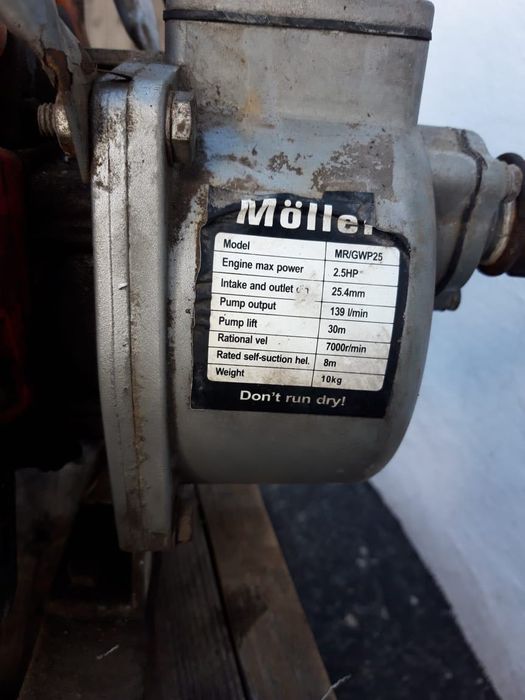 Möller
Model MR/GWP25
Engine max power 2.5HP
Intake and outlet 25.4mm
Pump output 139 l/min
Pump lift 30m
Rational vel 7000r/min
Rated self-suction hel. 8m
Weight 10kg
Don't run dry!